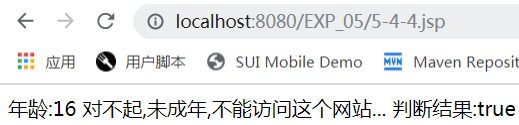 localhost:8080/EXP_05/5-4-4.jsp
应用 用户脚本 SUI Mobile Demo Maven Reposit
年龄:16 对不起,未成年,不能访问这个网站... 判断结果:true